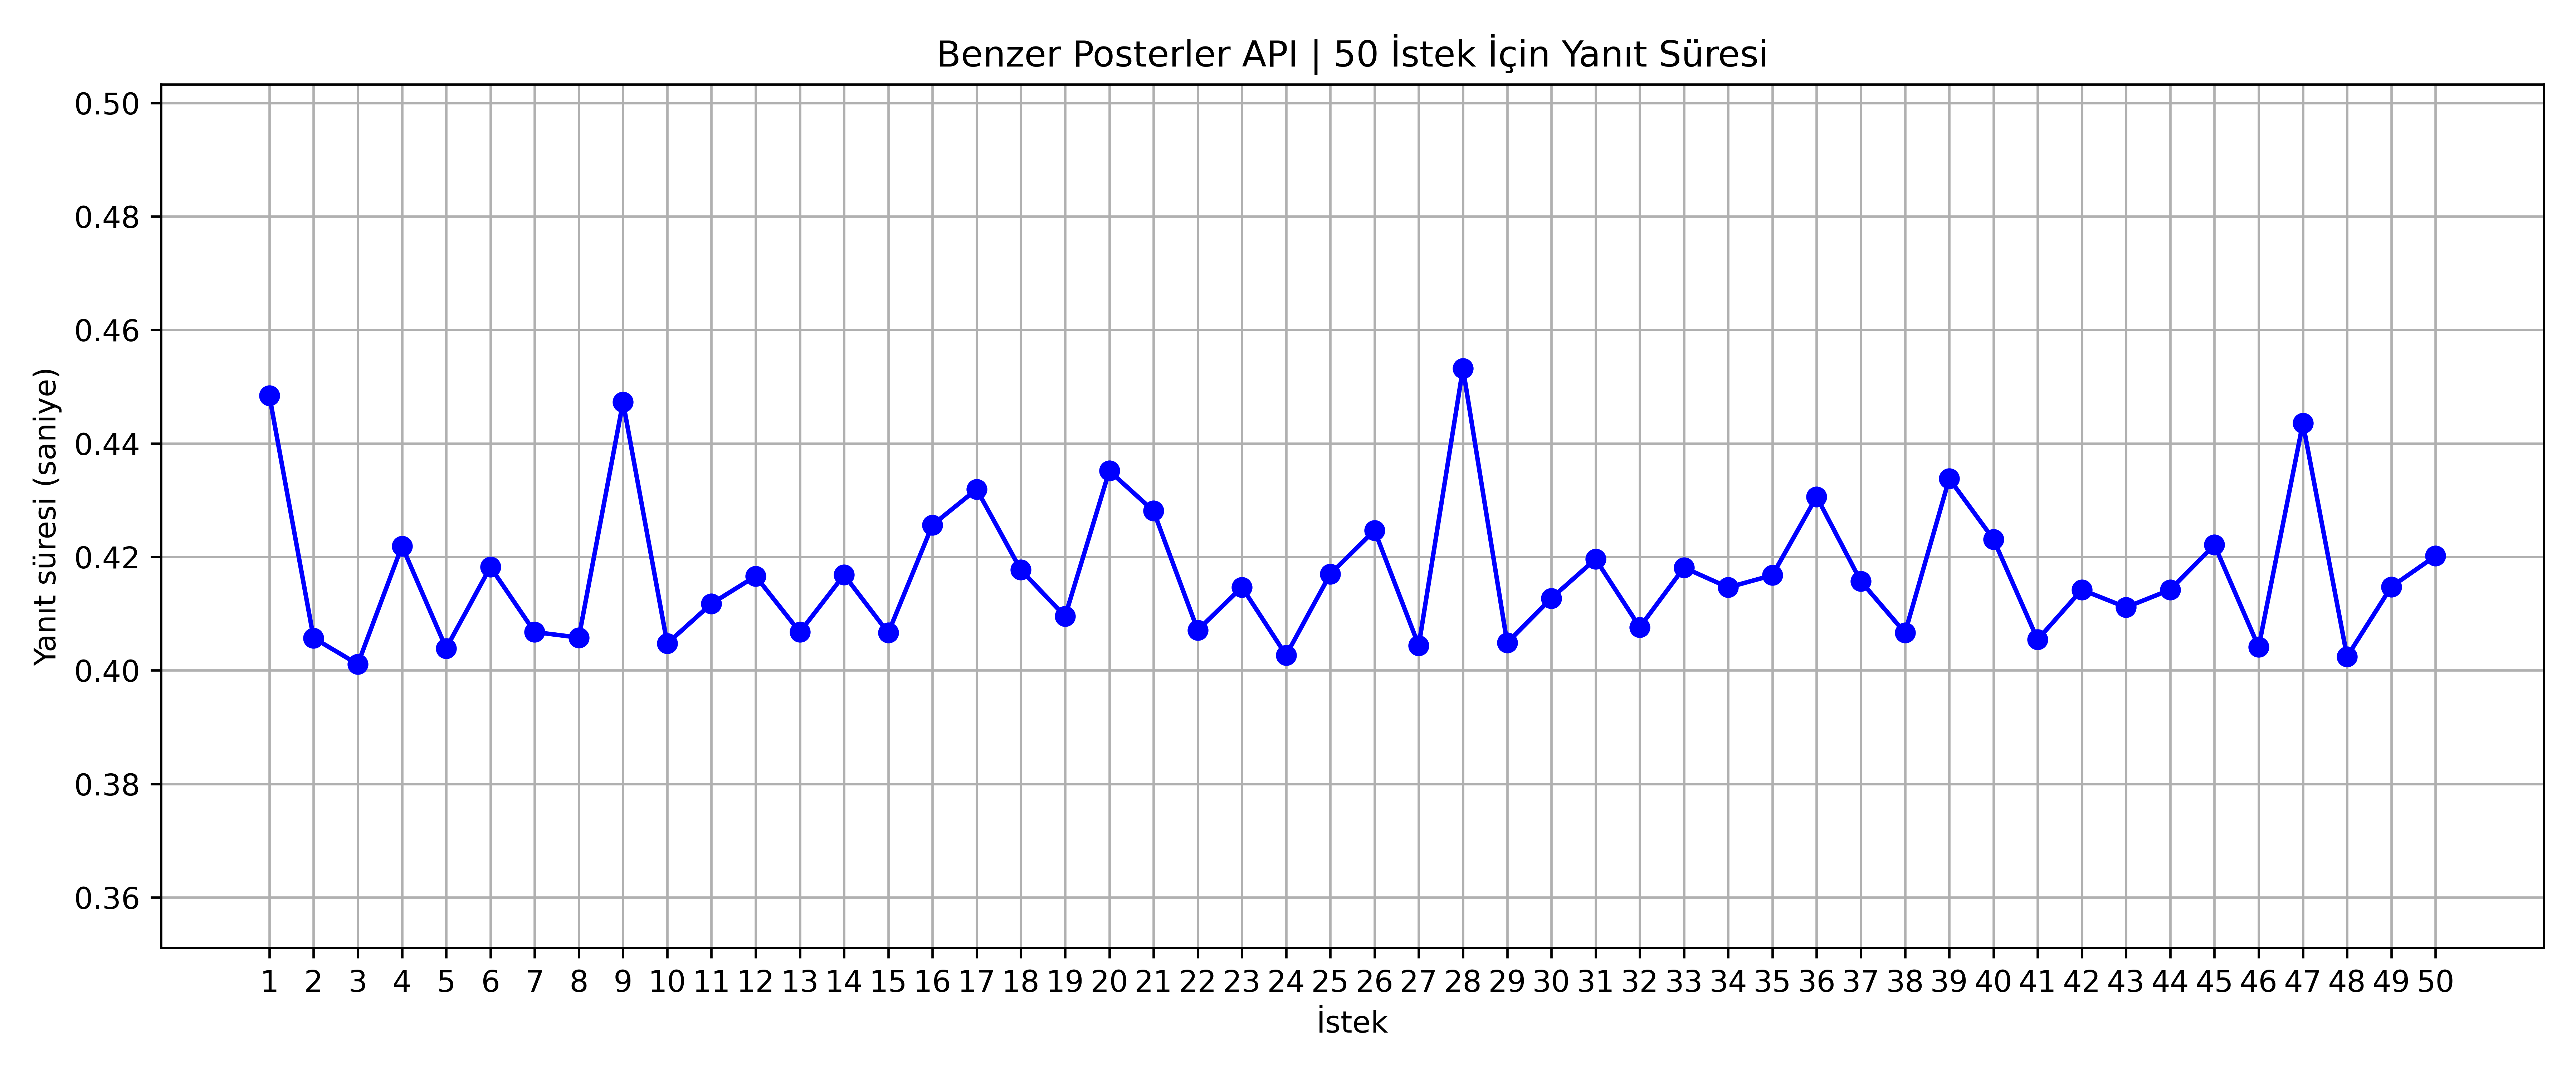 Benzer Posterler API | 50 İstek İçin Yanıt Süresi
0.50
0.48
0.46
0.44
0.42
0.40
0.38
0.36
Yanıt süresi (saniye)
1 2 3 4 5 6 7 8 9 10 11 12 13 14 15 16 17 18 19 20 21 22 23 24 25 26 27 28 29 30 31 32 33 34 35 36 37 38 39 40 41 42 43 44 45 46 47 48 49 50
İstek